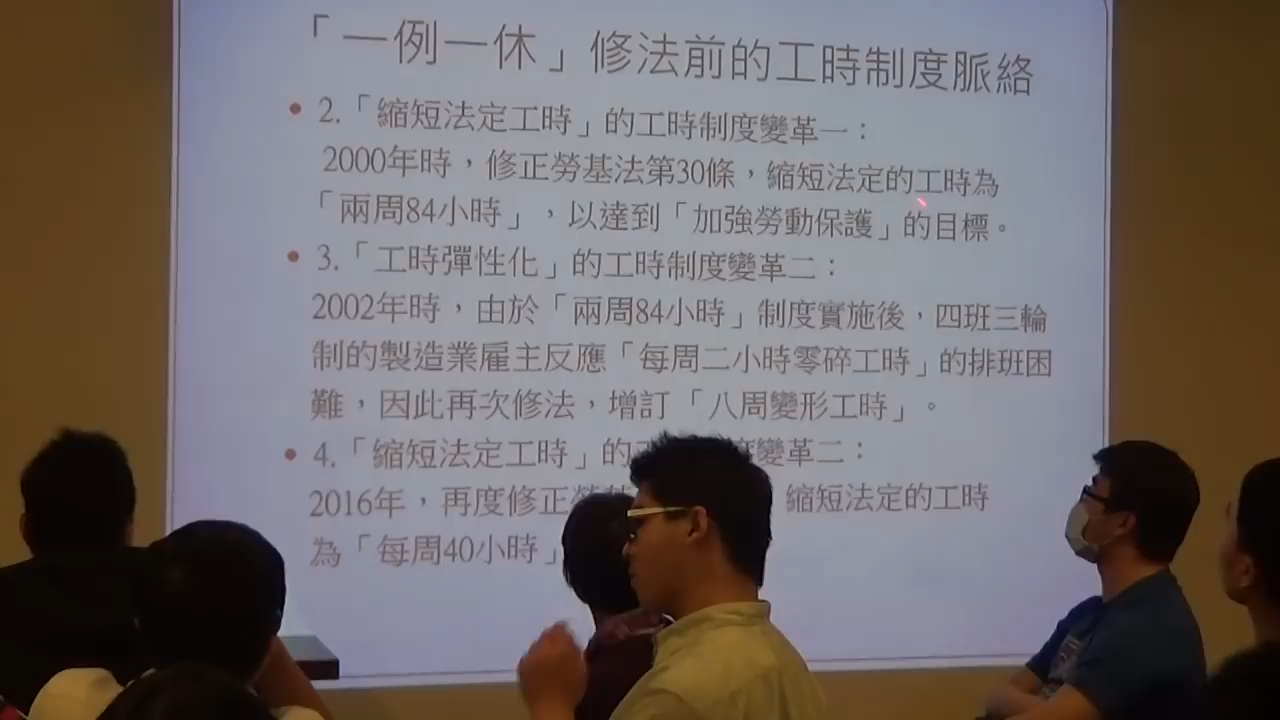 「一例一休」修法前的工時制度脈絡
• 2.「縮短法定工時」的工時制度變革一：
2000年時，修正勞基法第30條，縮短法定的工時為
「兩周84小時」，以達到「加強勞動保護」的目標。
• 3.「工時彈性化」的工時制度變革二：
2002年時，由於「兩周84小時」制度實施後，四班三輪
制的製造業雇主反應「每周二小時零碎工時」的排班困
難，因此再次修法，增訂「八周變形工時」。
• 4.「縮短法定工時」的 變革二：
2016年，再度修正勞 縮短法定的工時
為「每周40小時」